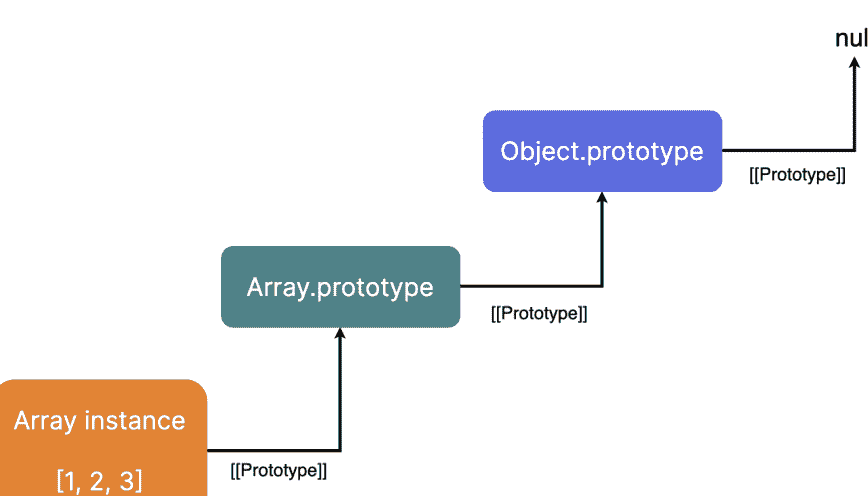 nul
Object.prototype
[[Prototype]]
Array.prototype
[[Prototype]]
Array instance
[1, 2, 3]
[[Prototype]]